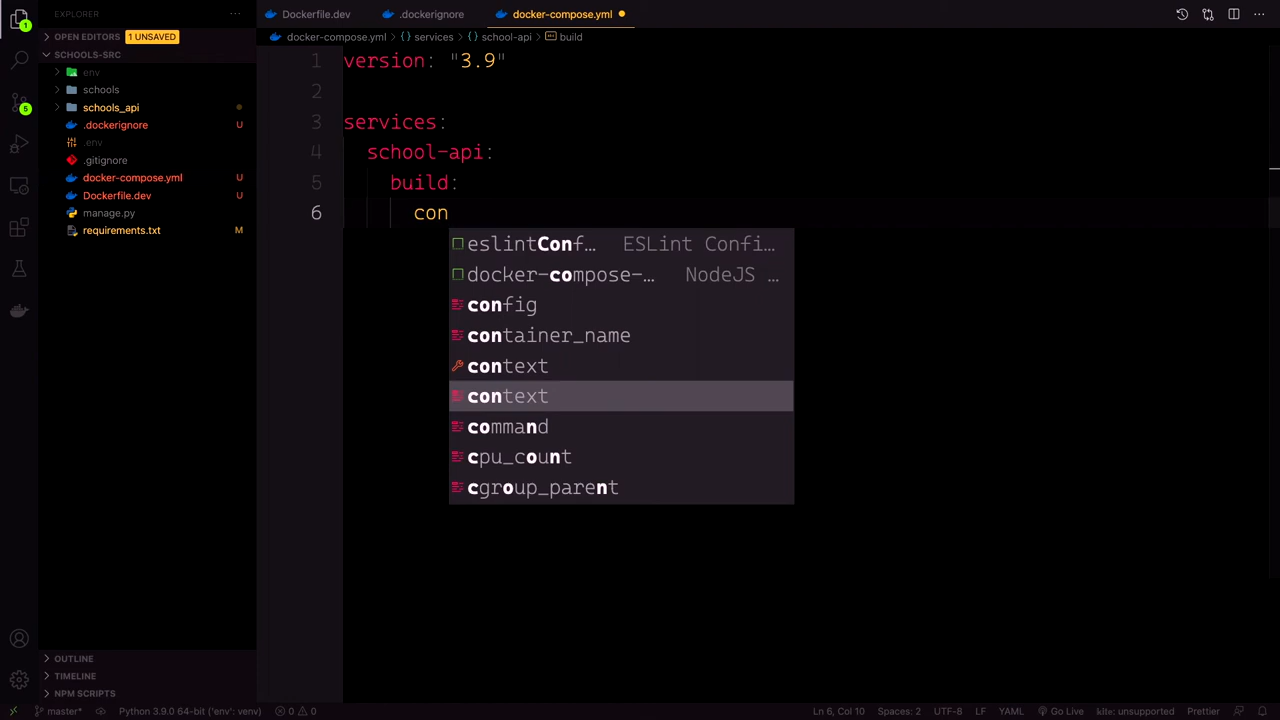 EXPLORER
OPEN EDITORS 1 UNSAVED
SCHOOLS-SRC
env
schools
schools_api
.dockerignore U
.env
.gitignore
docker-compose.yml U
Dockerfile.dev U
manage.py
requirements.txt M
OUTLINE
TIMELINE
NPM SCRIPTS
1
5
Dockerfile.dev .dockerignore docker-compose.yml
docker-compose.yml > services > school-api > build
1 version: "3.9"
2
3 services:
4 school-api:
5 build:
6 con
eslintConf… ESLint Confi…
docker-compose-… NodeJS …
config
container_name
context
context
command
cpu_count
cgroup_parent
master* Python 3.9.0 64-bit ('env': venv) 0 0 Ln 6, Col 10 Spaces: 2 UTF-8 LF YAML Go Live kite: unsupported Prettier